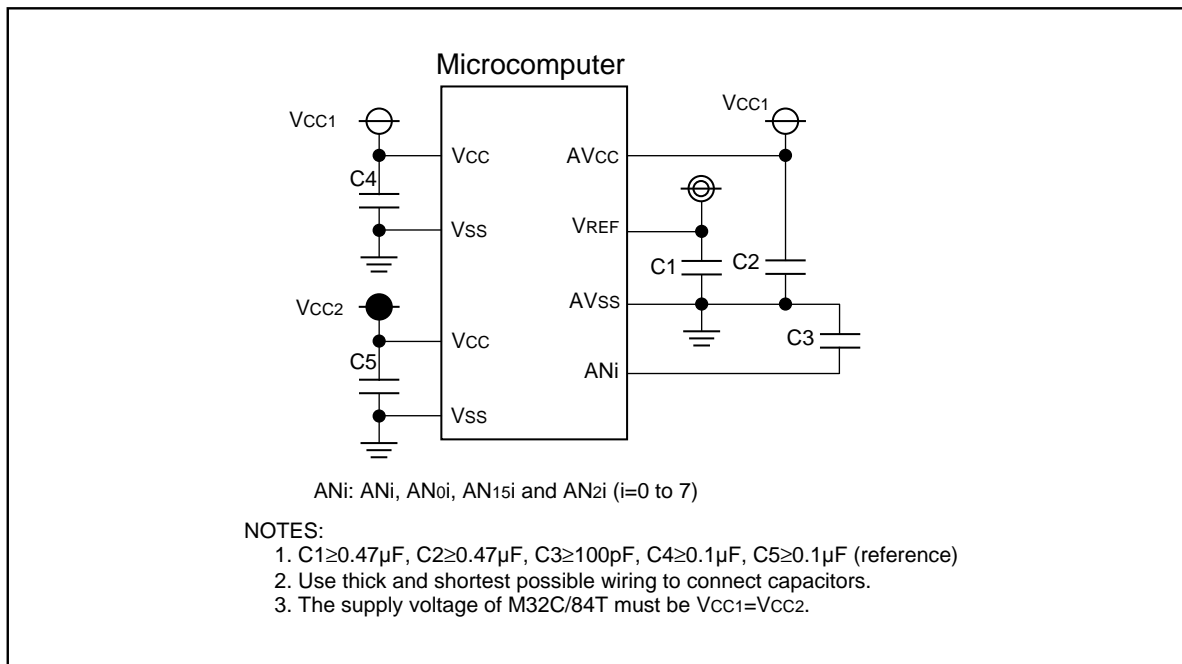 Microcomputer
VCC1
VCC1
VCC
AVCC
C4
VSS
VREF
C1
C2
VCC2
AVSS
VCC
C3
C5
ANi
VSS
ANi: ANi, AN0i, AN15i and AN2i (i=0 to 7)
NOTES:
1. C1≥0.47µF, C2≥0.47µF, C3≥100pF, C4≥0.1µF, C5≥0.1µF (reference)
2. Use thick and shortest possible wiring to connect capacitors.
3. The supply voltage of M32C/84T must be VCC1=VCC2.